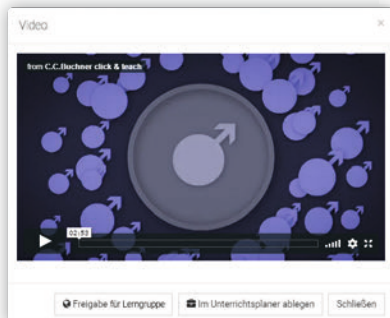 Video
×
from C.C.Buchner click & teach
02:53
Freigabe für Lerngruppe Im Unterrichtsplaner ablegen Schließen